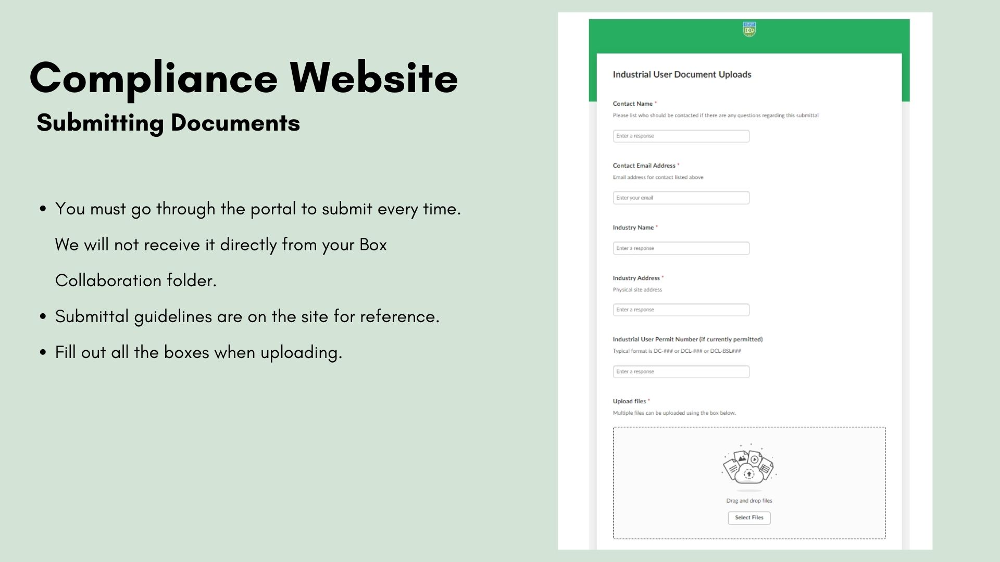 Compliance Website
Submitting Documents
• You must go through the portal to submit every time.
We will not receive it directly from your Box
Collaboration folder.
• Submittal guidelines are on the site for reference.
• Fill out all the boxes when uploading.
Industrial User Document Uploads
Contact Name *
Please list who should be contacted if there are any questions regarding this submittal
Enter a response
Contact Email Address *
Email address for contact listed above
Enter your email
Industry Name *
Enter a response
Industry Address *
Physical site address
Enter a response
Industrial User Permit Number (if currently permitted)
Typical format is DC-### or DCL-### or DCL-BSL###
Enter a response
Upload files *
Multiple files can be uploaded using the box below.
Drag and drop files
Select Files